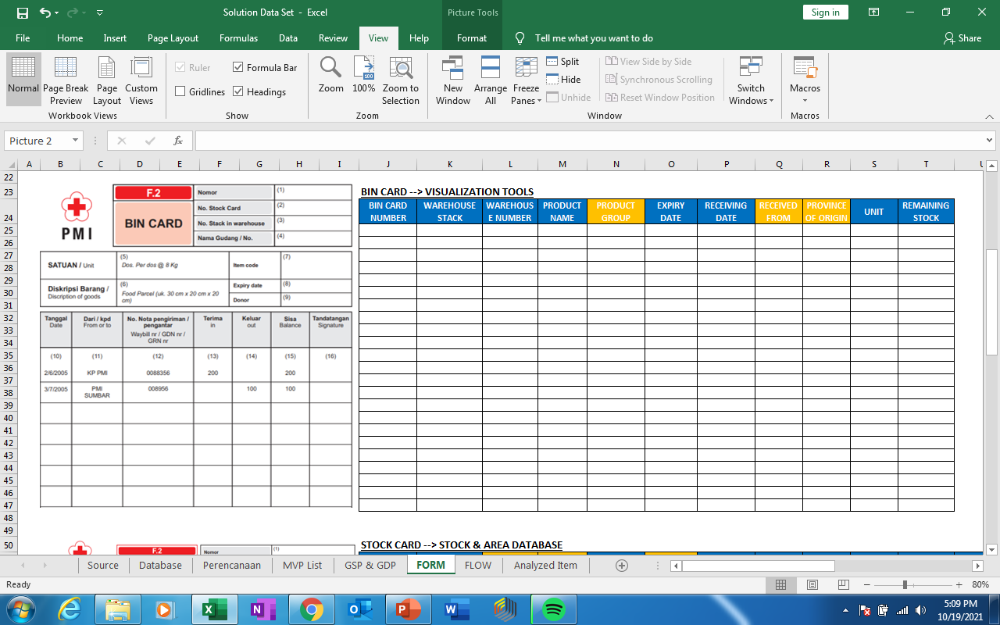 Solution Data Set - Excel
Picture Tools
Sign in
File Home Insert Page Layout Formulas Data Review View Help Format Tell me what you want to do Share
Normal
Page Break Preview
Page Layout
Custom Views
Workbook Views
Ruler
Formula Bar
Gridlines
Headings
Show
Zoom
100%
100
Zoom to Selection
Zoom
New Window
Arrange All
Freeze Panes
Split
Hide
Unhide
View Side by Side
Synchronous Scrolling
Reset Window Position
Window
Switch Windows
Macros
Macros
Picture 2
fx
A B C D E F G H I J K L M N O P Q R S T U
22
23
24
25
26
27
28
29
30
31
32
33
34
35
36
37
38
39
40
41
42
43
44
45
46
47
48
49
50
PMI
F.2
BIN CARD
Nomor (1)
No. Stock Card (2)
No. Stack in warehouse (3)
Nama Gudang / No. (4)
SATUAN / Unit
(5)
Dos. Per dos @ 8 Kg
Item code
(7)
Diskripsi Barang /
Discription of goods
(6)
Food Parcel (uk. 30 cm x 20 cm x 20
cm)
Expiry date (8)
Donor (9)
Tanggal
Date
Dari / kpd
From or to
No. Nota pengiriman /
pengantar
Waybill nr / GDN nr /
GRN nr
Terima
in
Keluar
out
Sisa
Balance
Tandatangan
Signature
(10) (11) (12) (13) (14) (15) (16)
2/6/2005 KP PMI 0088356 200 200
3/7/2005 PMI SUMBAR 008956 100 100
BIN CARD --> VISUALIZATION TOOLS
BIN CARD NUMBER
WAREHOUSE STACK
WAREHOUS
E NUMBER
PRODUCT NAME
PRODUCT GROUP
EXPIRY DATE
RECEIVING DATE
RECEIVED FROM
PROVINCE OF ORIGIN
UNIT
REMAINING STOCK
F.2
Nomor
(1)
STOCK CARD --> STOCK & AREA DATABASE
Source Database Perencanaan MVP List GSP & GDP FORM FLOW Analyzed Item
Ready
80%
5:09 PM
10/19/2021